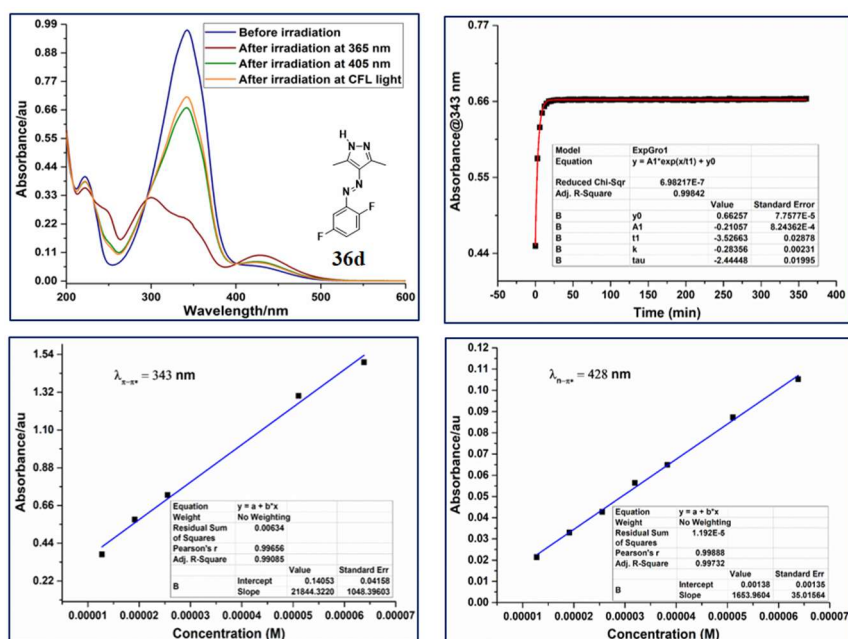 0.99
0.88
0.77
0.66
0.55
0.44
0.33
0.22
0.11
0.00
Absorbance/au
Before irradiation
After irradiation at 365 nm
After irradiation at 405 nm
After irradiation at CFL light
H
N
N
N
N
F
F
36d
200 300 400 500 600
Wavelength/nm
0.77
0.66
0.55
0.44
Absorbance@343 nm
Model ExpGro1
Equation y = A1*exp(x/t1) + y0
Reduced Chi-Sqr 6.98217E-7
Adj. R-Square 0.99842
Value Standard Error
B y0 0.66257 7.7577E-5
B A1 -0.21057 8.24362E-4
B t1 -3.52663 0.02878
B k -0.28356 0.00231
B tau -2.44448 0.01995
-50 0 50 100 150 200 250 300 350 400
Time (min)
1.54
1.32
1.10
0.88
0.66
0.44
0.22
Absorbance/au
λπ-π* = 343 nm
Equation y = a + b*x
Weight No Weighting
Residual Sum of Squares 0.00634
Pearson's r 0.99656
Adj. R-Square 0.99085
Value Standard Err
B Intercept 0.14053 0.04158
Slope 21844.3220 1048.39603
0.00001 0.00002 0.00003 0.00004 0.00005 0.00006 0.00007
Concentration (M)
0.12
0.11
0.10
0.09
0.08
0.07
0.06
0.05
0.04
0.03
0.02
0.01
0.00
Absorbance/au
λn-π* = 428 nm
Equation y = a + b*x
Weight No Weighting
Residual Sum of Squares 1.192E-5
Pearson's r 0.99888
Adj. R-Square 0.99732
Value Standard Err
B Intercept 0.00138 0.00135
Slope 1653.9604 35.01564
0.00001 0.00002 0.00003 0.00004 0.00005 0.00006 0.00007
Concentration (M)